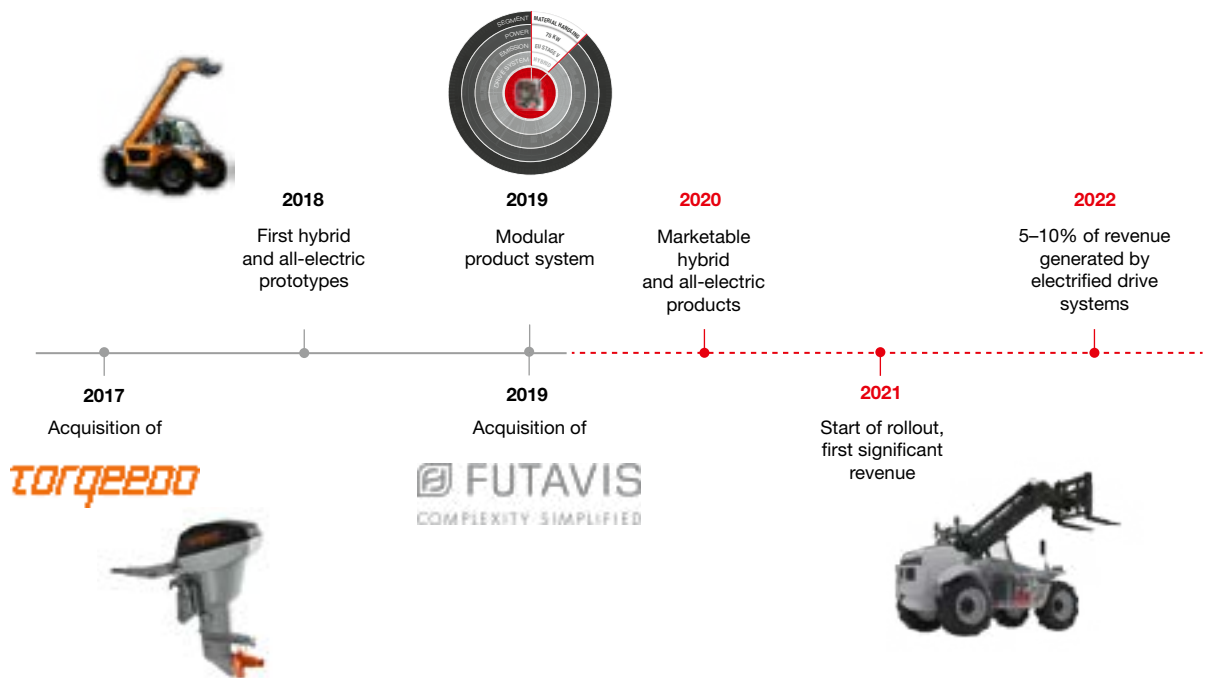 SEGMENT
MATERIAL HANDLING
POWER
75 KW
EMISSION
EU STAGE V
DRIVE SYSTEM
HYBRID
2018
First hybrid
and all-electric
prototypes
2019
Modular
product system
2020
Marketable
hybrid
and all-electric
products
2022
5–10% of revenue
generated by
electrified drive
systems
2017
Acquisition of
torqeedo
2019
Acquisition of
FUTAVIS
COMPLEXITY SIMPLIFIED
2021
Start of rollout,
first significant
revenue